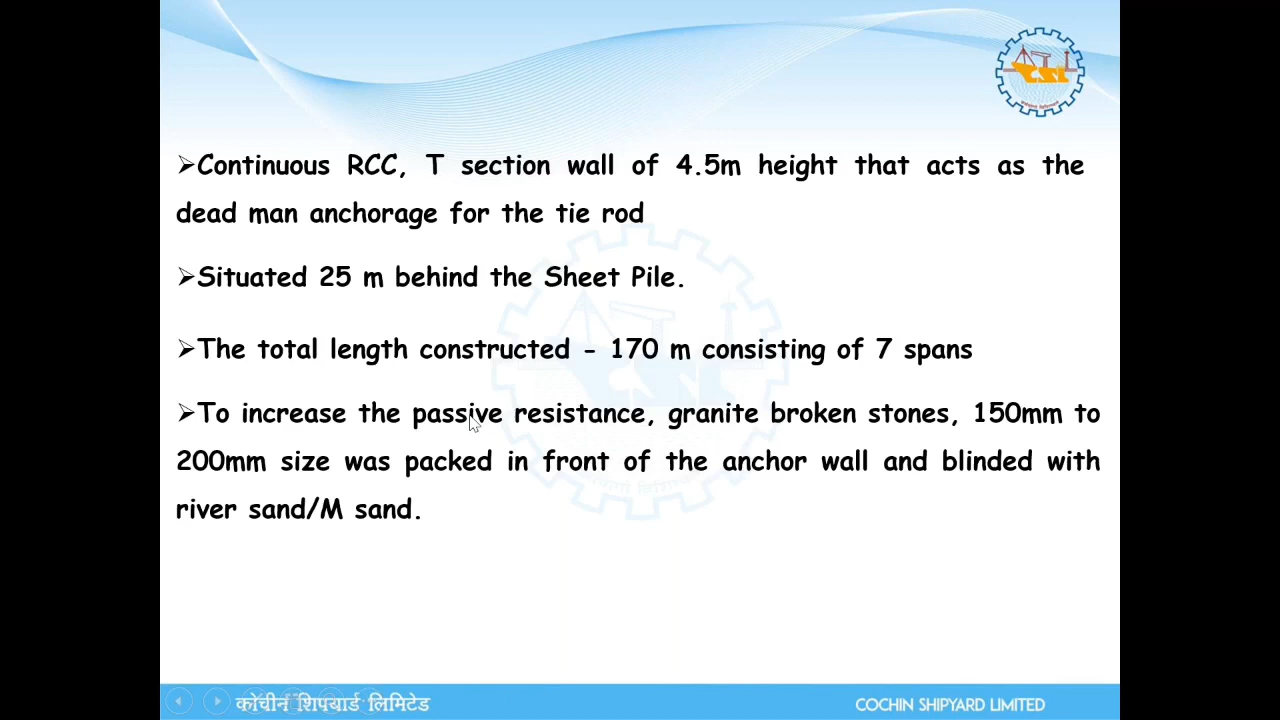 CSL
➢Continuous RCC, T section wall of 4.5m height that acts as the
dead man anchorage for the tie rod
➢Situated 25 m behind the Sheet Pile.
➢The total length constructed - 170 m consisting of 7 spans
➢To increase the passive resistance, granite broken stones, 150mm to
200mm size was packed in front of the anchor wall and blinded with
river sand/M sand.
कोचीन शिपयार्ड लिमिटेड
COCHIN SHIPYARD LIMITED